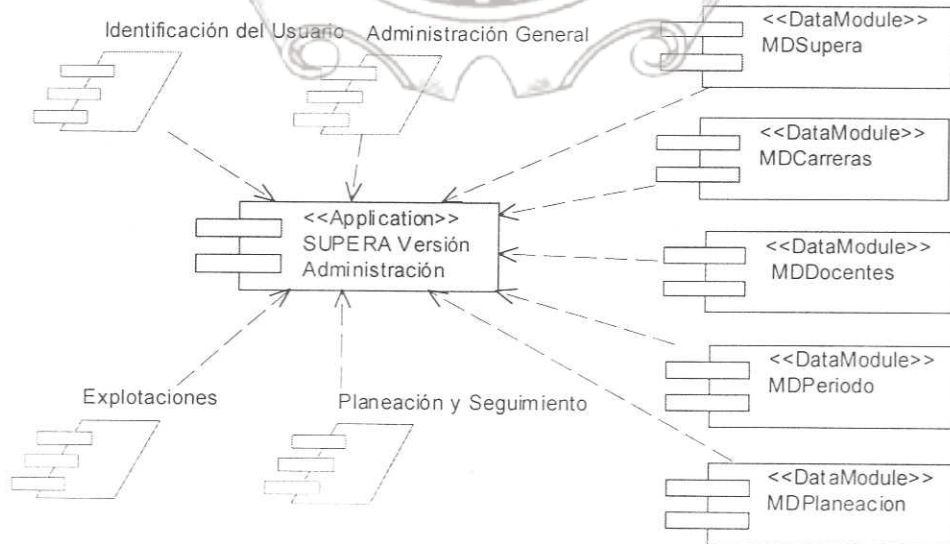 Identificación del Usuario
Administración General
<<DataModule>>
MDSupera
<<DataModule>>
MDCarreras
<<Application>>
SUPERA Versión
Administración
<<DataModule>>
MDDocentes
<<DataModule>>
MDPeriodo
Explotaciones
Planeación y Seguimiento
<<DataModule>>
MDPlaneacion